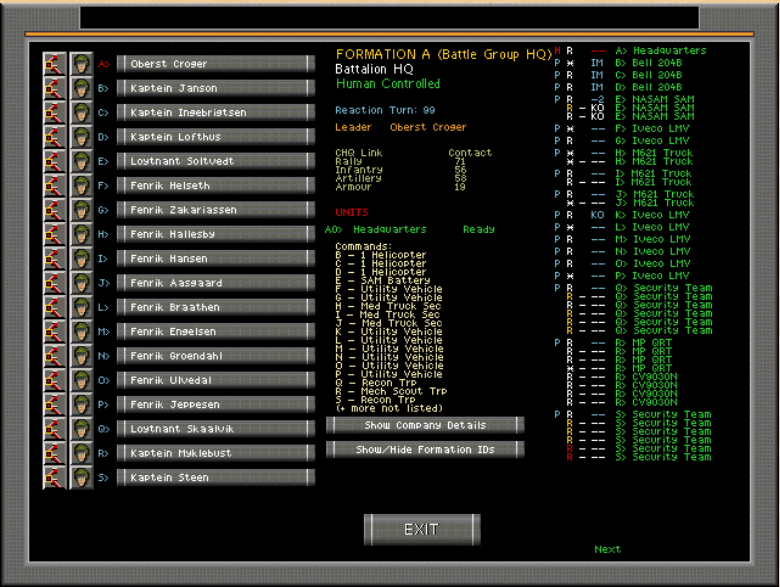 A> Oberst Croger
B> Kaptein Janson
C> Kaptein Ingebrigtsen
D> Kaptein Lofthus
E> Loytnant Soltvedt
F> Fenrik Helseth
G> Fenrik Zakariassen
H> Fenrik Hallesby
I> Fenrik Hansen
J> Fenrik Aasgaard
L> Fenrik Braathen
M> Fenrik Engelsen
N> Fenrik Groendahl
O> Fenrik Ulvedal
P> Fenrik Jeppesen
Q> Loytnant Skaalvik
R> Kaptein Myklebust
S> Kaptein Steen
FORMATION A (Battle Group HQ)
Battalion HQ
Human Controlled
Reaction Turn: 99
Leader Oberst Croger
CHQ Link Contact
Rally 71
Infantry 56
Artillery 58
Armour 19
UNITS
A0> Headquarters Ready
Commands:
B - 1 Helicopter
C - 1 Helicopter
D - 1 Helicopter
E - SAM Battery
F - Utility Vehicle
G - Utility Vehicle
H - Med Truck Sec
I - Med Truck Sec
J - Med Truck Sec
K - Utility Vehicle
L - Utility Vehicle
M - Utility Vehicle
N - Utility Vehicle
O - Utility Vehicle
P - Utility Vehicle
Q - Recon Trp
R - Mech Scout Trp
S - Recon Trp
(+ more not listed)
Show Company Details
Show/Hide Formation IDs
EXIT
H R -- A> Headquarters
P * IM B> Bell 204B
P R IM C> Bell 204B
P R IM D> Bell 204B
P R -2 E> NASAM SAM
R - KO E> NASAM SAM
R - KO E> NASAM SAM
P * -- F> Iveco LMV
P R -- G> Iveco LMV
P * -- H> M621 Truck
* - -- H> M621 Truck
P R -- I> M621 Truck
R - -- I> M621 Truck
P * -- J> M621 Truck
* - -- J> M621 Truck
P R KO K> Iveco LMV
P * -- L> Iveco LMV
P R -- M> Iveco LMV
P R -- N> Iveco LMV
P R -- O> Iveco LMV
P * -- P> Iveco LMV
P R -- Q> Security Team
R - --- Q> Security Team
R - --- Q> Security Team
R - --- Q> Security Team
R - --- Q> Security Team
P R -- R> MP QRT
R - --- R> MP QRT
R - --- R> MP QRT
* - --- R> MP QRT
R - --- R> CV9030N
R - --- R> CV9030N
R - --- R> CV9030N
R - --- R> CV9030N
P R -- S> Security Team
R - --- S> Security Team
R - --- S> Security Team
R - --- S> Security Team
R - --- S> Security Team
R - --- S> Security Team
Next